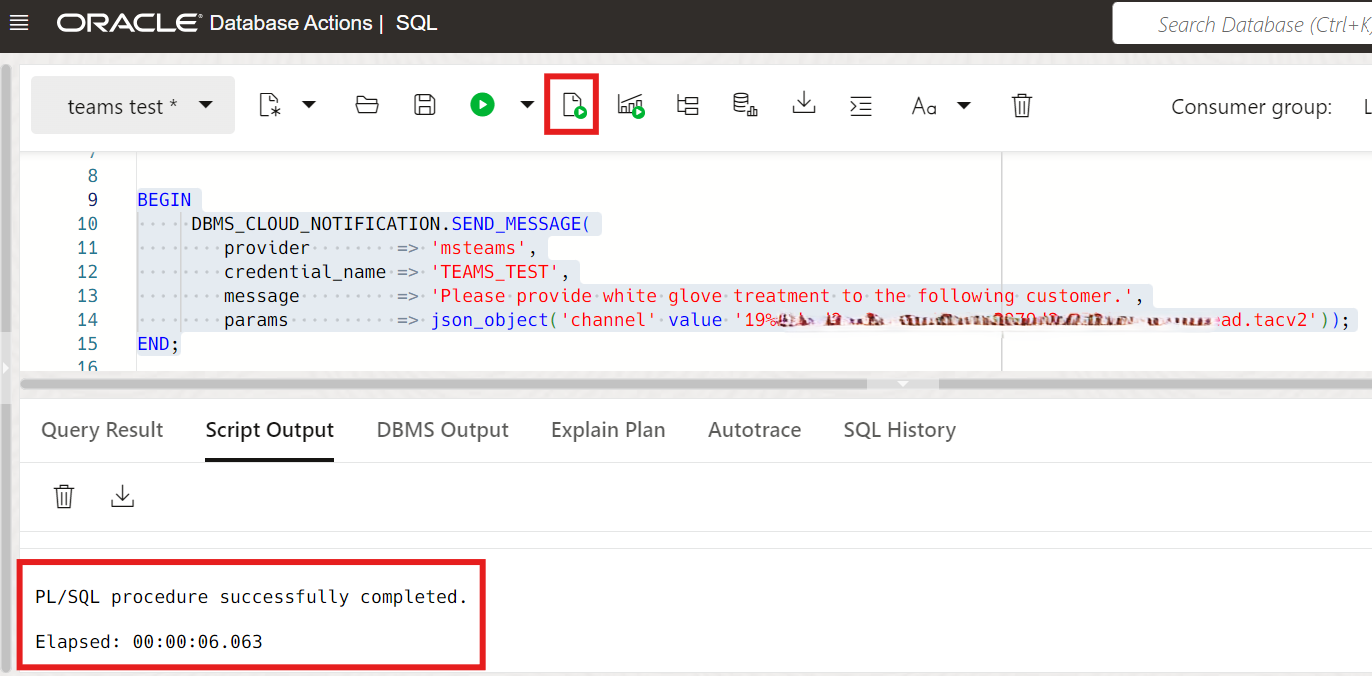 ORACLE Database Actions | SQL
Search Database (Ctrl+K
teams test *
Aa
Consumer group:
7
8
9 BEGIN
10 DBMS_CLOUD_NOTIFICATION.SEND_MESSAGE(
11 provider => 'msteams',
12 credential_name => 'TEAMS_TEST',
13 message => 'Please provide white glove treatment to the following customer.',
14 params => json_object('channel' value '19% ead.tacv2'));
15 END;
16
Query Result Script Output DBMS Output Explain Plan Autotrace SQL History
PL/SQL procedure successfully completed.
Elapsed: 00:00:06.063